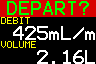 DEPART?
DEBIT
425mL/m
VOLUME
2.16L